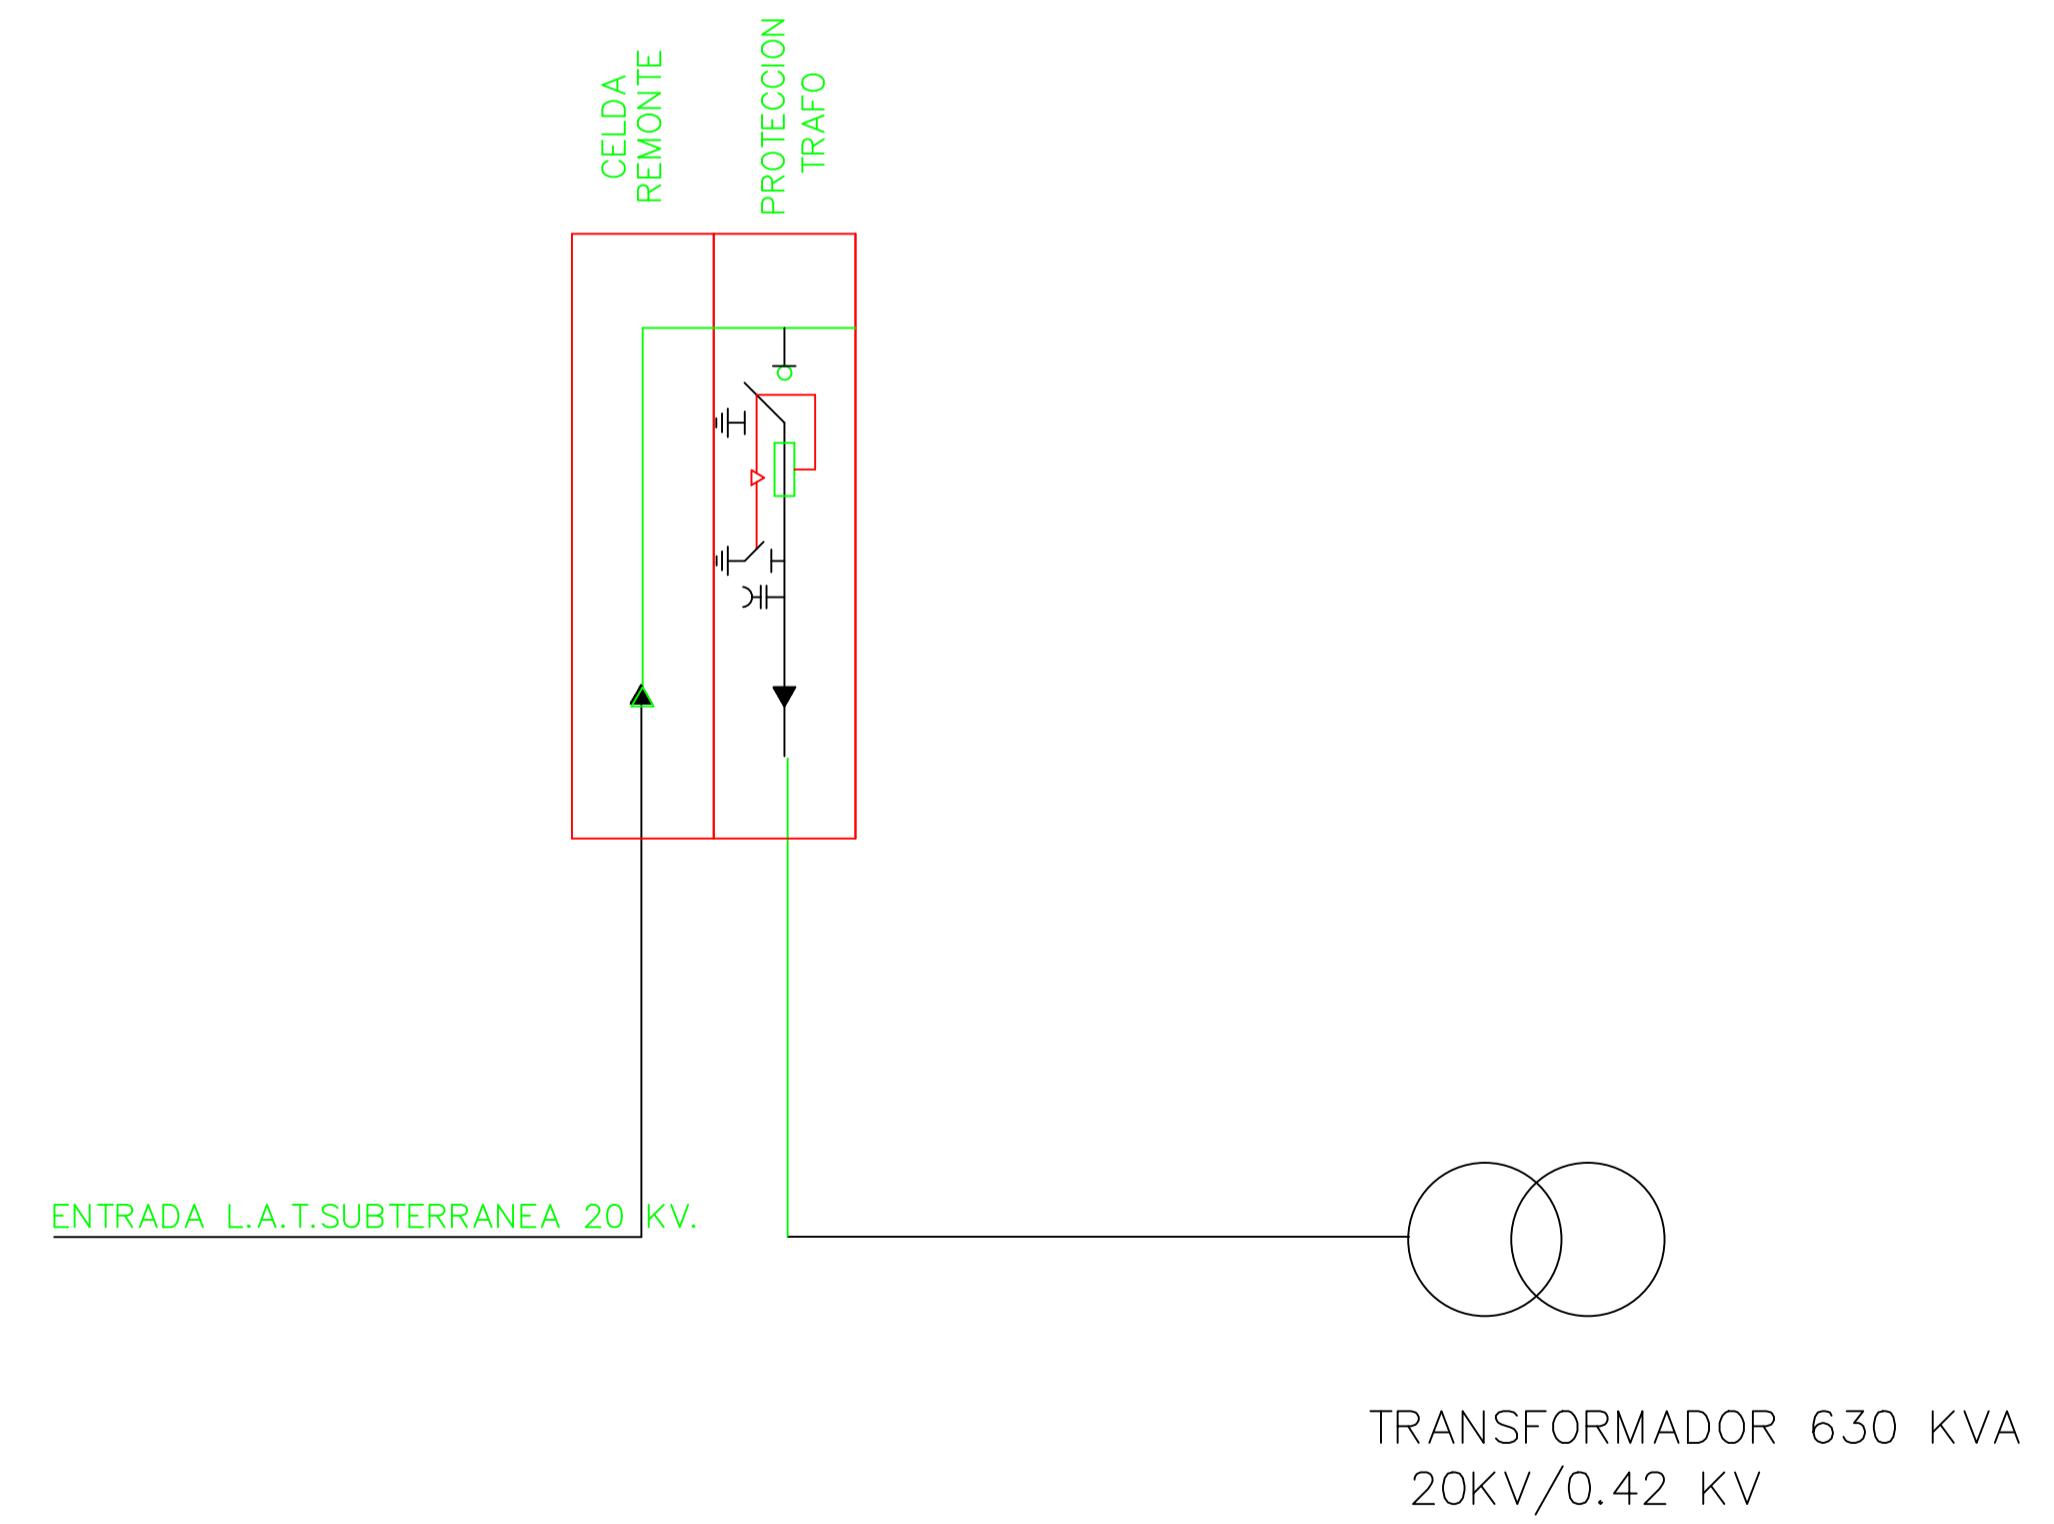 CELDA
REMONTE
PROTECCION
TRAFO
ENTRADA L.A.T.SUBTERRANEA 20 KV.
TRANSFORMADOR 630 KVA
20KV/0.42 KV